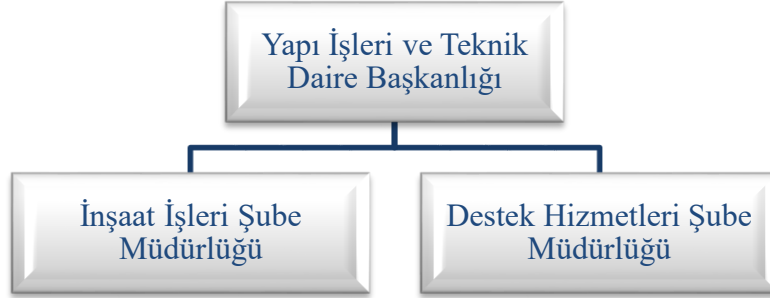 Yapı İşleri ve Teknik
Daire Başkanlığı
İnşaat İşleri Şube
Müdürlüğü
Destek Hizmetleri Şube
Müdürlüğü